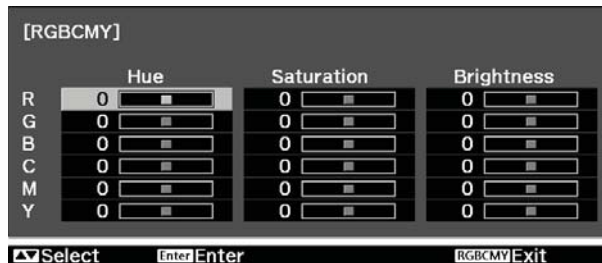 [RGBCMY]
Hue Saturation Brightness
R 0 0 0
G 0 0 0
B 0 0 0
C 0 0 0
M 0 0 0
Y 0 0 0
Select Enter Enter RGBCMY Exit